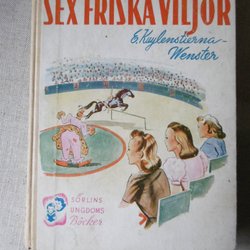 SEX FRISKA VILJOR
E. Kuylenstierna-
Wenster
SÖRLINS
UNGDOMS
Böcker